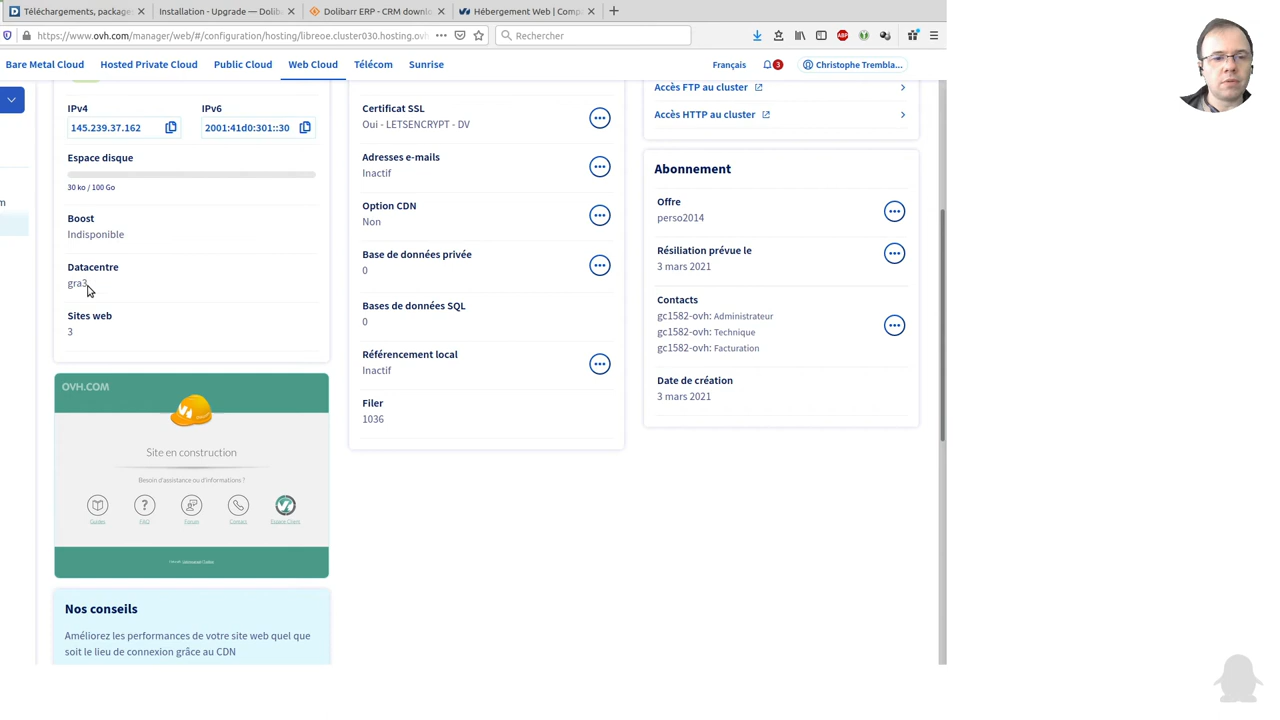 Téléchargements, package
Installation - Upgrade — Dolib
Dolibarr ERP - CRM downlo
Hébergement Web | Comp
https://www.ovh.com/manager/web/#/configuration/hosting/libreoe.cluster030.hosting.ovh
Rechercher
Bare Metal Cloud
Hosted Private Cloud
Public Cloud
Web Cloud
Télécom
Sunrise
Français
3
Christophe Trembla...
IPv4
IPv6
145.239.37.162
2001:41d0:301::30
Espace disque
30 ko / 100 Go
Boost
Indisponible
Datacentre
gra3
Sites web
3
OVH.COM
Site en construction
Besoin d'assistance ou d'informations ?
Guides
FAQ
Forum
Contact
Espace Client
Nos conseils
Améliorez les performances de votre site web quel que
soit le lieu de connexion grâce au CDN
Certificat SSL
Oui - LETSENCRYPT - DV
Adresses e-mails
Inactif
Option CDN
Non
Base de données privée
0
Bases de données SQL
0
Référencement local
Inactif
Filer
1036
Accès FTP au cluster
Accès HTTP au cluster
Abonnement
Offre
perso2014
Résiliation prévue le
3 mars 2021
Contacts
gc1582-ovh: Administrateur
gc1582-ovh: Technique
gc1582-ovh: Facturation
Date de création
3 mars 2021